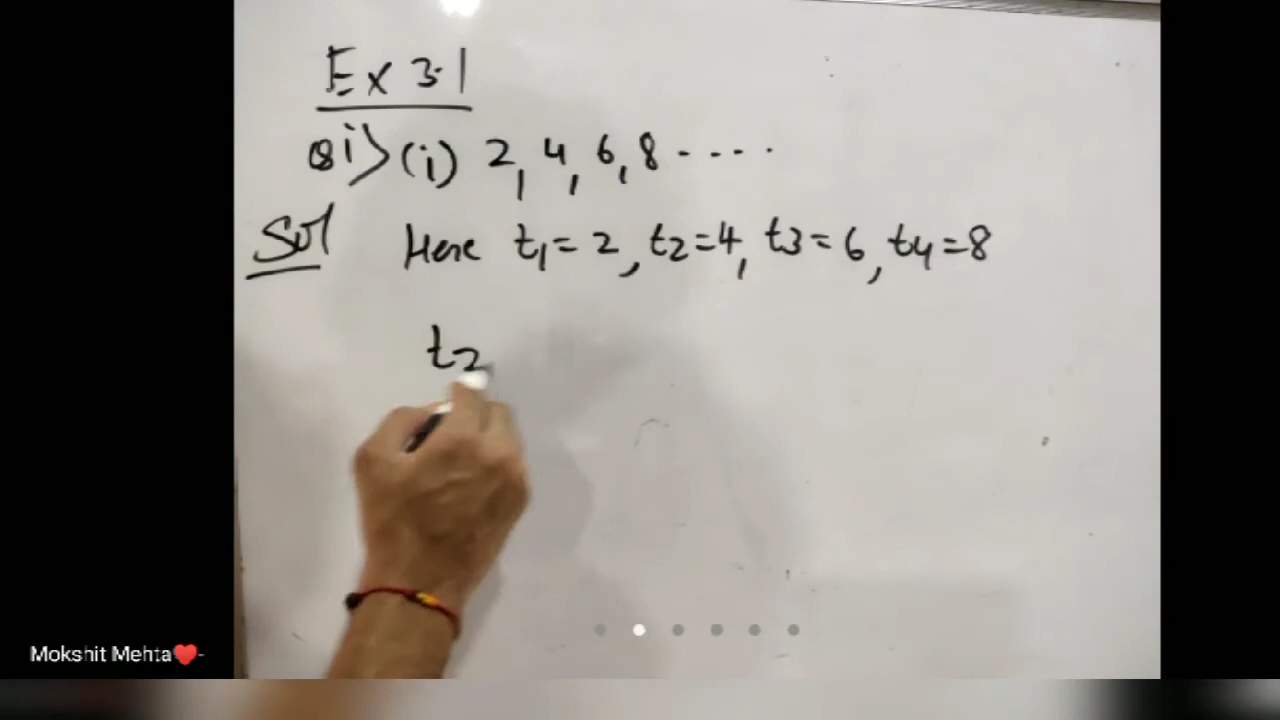 Ex 3.1
Q1> (i) 2, 4, 6, 8 ----.
Sol Here t1 = 2, t2 = 4, t3 = 6, t4 = 8
t2
Mokshit Mehta❤️-